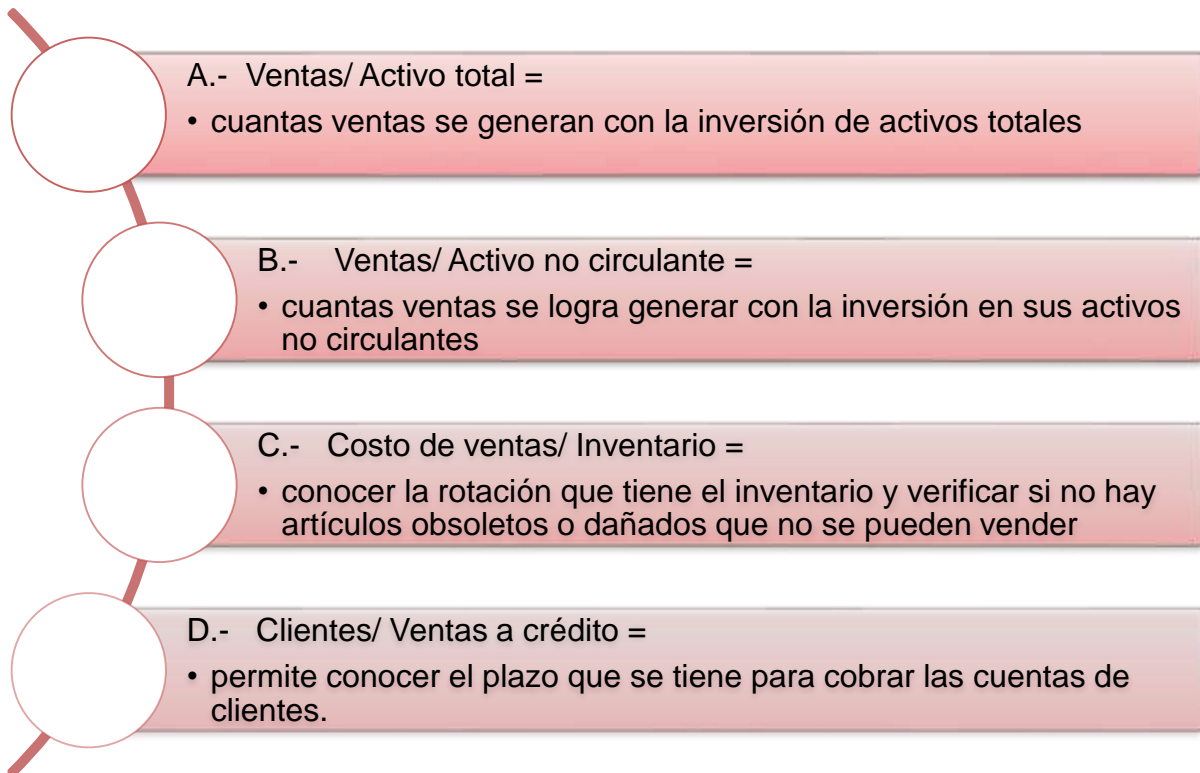 A.- Ventas/ Activo total =
• cuantas ventas se generan con la inversión de activos totales
B.- Ventas/ Activo no circulante =
• cuantas ventas se logra generar con la inversión en sus activos
no circulantes
C.- Costo de ventas/ Inventario =
• conocer la rotación que tiene el inventario y verificar si no hay
artículos obsoletos o dañados que no se pueden vender
D.- Clientes/ Ventas a crédito =
• permite conocer el plazo que se tiene para cobrar las cuentas de
clientes.